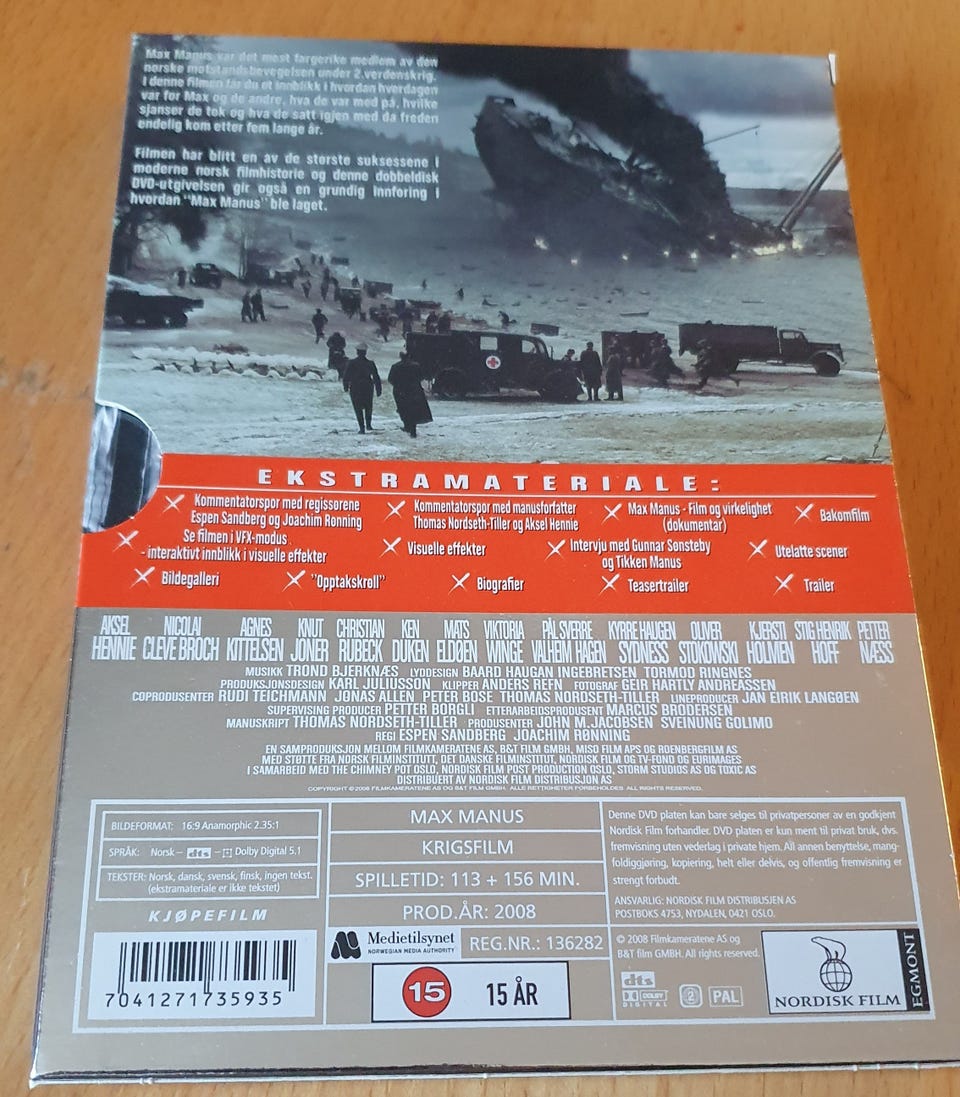 Max Manus var det mest fargerike medlem av den
norske motstandsbevegelsen under 2.verdenskrig.
I denne filmen får du et innblikk i hvordan hverdagen
var for Max og de andre, hva de var med på, hvilke
sjanser de tok og hva de satt igjen med da freden
endelig kom etter fem lange år.
Filmen har blitt en av de største suksessene i
moderne norsk filmhistorie og denne dobbeldisk
DVD-utgivelsen gir også en grundig innføring i
hvordan "Max Manus" ble laget.
EKSTRAMATERIALE:
Kommentatorspor med regissørene
Espen Sandberg og Joachim Rønning
Kommentatorspor med manusforfatter
Thomas Nordseth-Tiller og Aksel Hennie
Max Manus - Film og virkelighet
(dokumentar)
Bakomfilm
Se filmen i VFX-modus
- interaktivt innblikk i visuelle effekter
Visuelle effekter
Intervju med Gunnar Sønsteby
og Tikken Manus
Utelatte scener
Bildegalleri
"Opptakskroll"
Biografier
Teasertrailer
Trailer
AKSEL HENNIE NICOLAI CLEVE BROCH AGNES KITTELSEN KNUT JONER CHRISTIAN RUBECK KEN DUKEN MATS ELDØEN VIKTORIA WINGE PÅL SVERRE VALHEIM HAGEN KYRRE HAUGEN SYDNESS OLIVER STOKOWSKI KJERSTI HOLMEN STIG HENRIK HOFF PETTER NÆSS
MUSIKK TROND BJERKNÆS LYDDESIGN BAARD HAUGAN INGEBRETSEN TORMOD RINGNES
PRODUKSJONSDESIGN KARL JULIUSSON KLIPPER ANDERS REFN FOTOGRAF GEIR HARTLY ANDREASSEN
COPRODUSENTER RUDI TEICHMANN JONAS ALLEN PETER BOSE THOMAS NORDSETH-TILLER LINEPRODUCER JAN EIRIK LANGØEN
SUPERVISING PRODUCER PETTER BORGLI ETTERARBEIDSPRODUSENT MARCUS BRODERSEN
MANUSKRIPT THOMAS NORDSETH-TILLER PRODUSENTER JOHN M.JACOBSEN SVEINUNG GOLIMO
REGI ESPEN SANDBERG JOACHIM RØNNING
EN SAMPRODUKSJON MELLOM FILMKAMERATENE AS, B&T FILM GMBH, MISO FILM APS OG ROENBERGFILM AS
MED STØTTE FRA NORSK FILMINSTITUTT, DET DANSKE FILMINSTITUT, NORDISK FILM OG TV-FOND OG EURIMAGES
I SAMARBEID MED THE CHIMNEY POT OSLO, NORDISK FILM POST PRODUCTION OSLO, STORM STUDIOS AS OG TOXIC AS
DISTRIBUERT AV NORDISK FILM DISTRIBUSJON AS
COPYRIGHT © 2008 FILMKAMERATENE AS OG B&T FILM GMBH. ALLE RETTIGHETER FORBEHOLDES ALL RIGHTS RESERVED.
BILDEFORMAT: 16:9 Anamorphic 2.35:1
SPRÅK: Norsk - dts - Dolby Digital 5.1
TEKSTER: Norsk, dansk, svensk, finsk, ingen tekst.
(ekstramateriale er ikke tekstet)
KJØPEFILM
7041271735935
MAX MANUS
KRIGSFILM
SPILLETID: 113 + 156 MIN.
PROD.ÅR: 2008
Medietilsynet
NORWEGIAN MEDIA AUTHORITY
REG.NR.: 136282
15
15 ÅR
Denne DVD platen kan bare selges til privatpersoner av en godkjent
Nordisk Film forhandler. DVD platen er kun ment til privat bruk, dvs.
fremvisning uten vederlag i private hjem. All annen benyttelse, mang-
foldiggjøring, kopiering, helt eller delvis, og offentlig fremvisning er
strengt forbudt.
ANSVARLIG: NORDISK FILM DISTRIBUSJEN AS
POSTBOKS 4753, NYDALEN, 0421 OSLO.
© 2008 Filmkameratene AS og
B&T film GMBH. All rights reserved.
dts
DIGITAL
DOLBY
DIGITAL
2
PAL
NORDISK FILM
EGMONT